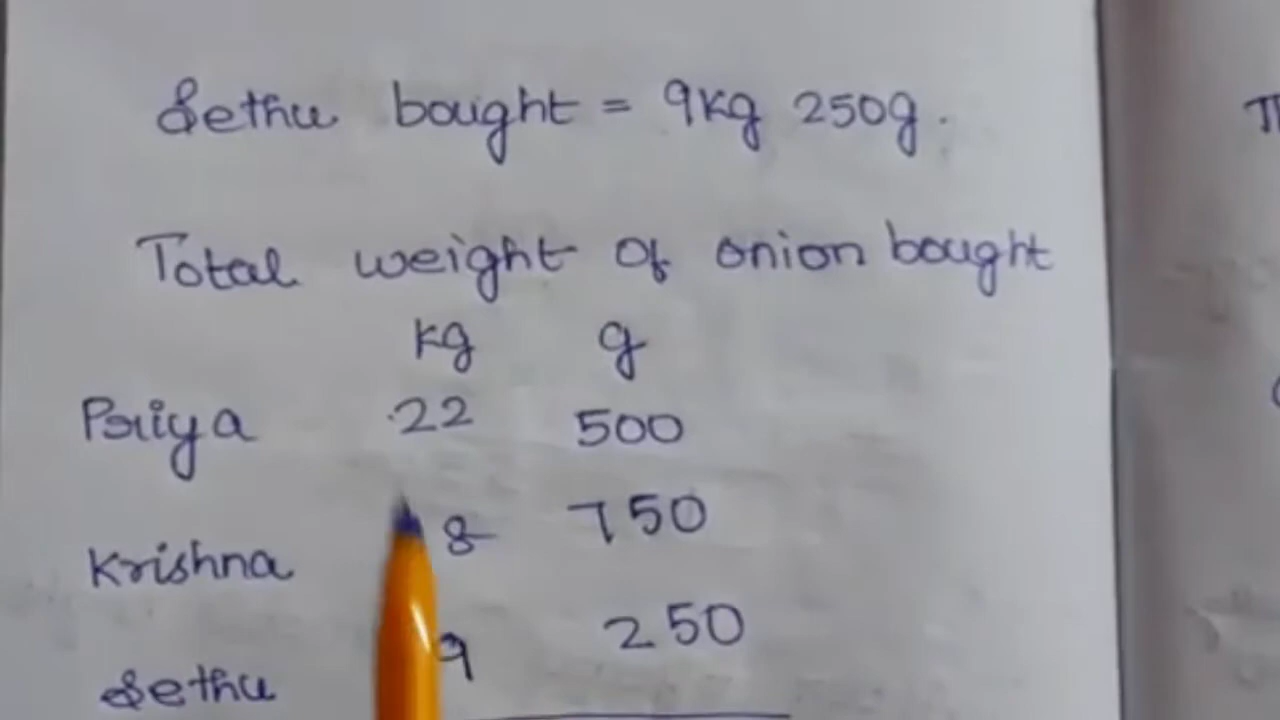 Sethu bought = 9kg 250g.
Total weight of onion bought
kg g
Priya 22 500
Krishna 8 750
Sethu 9 250